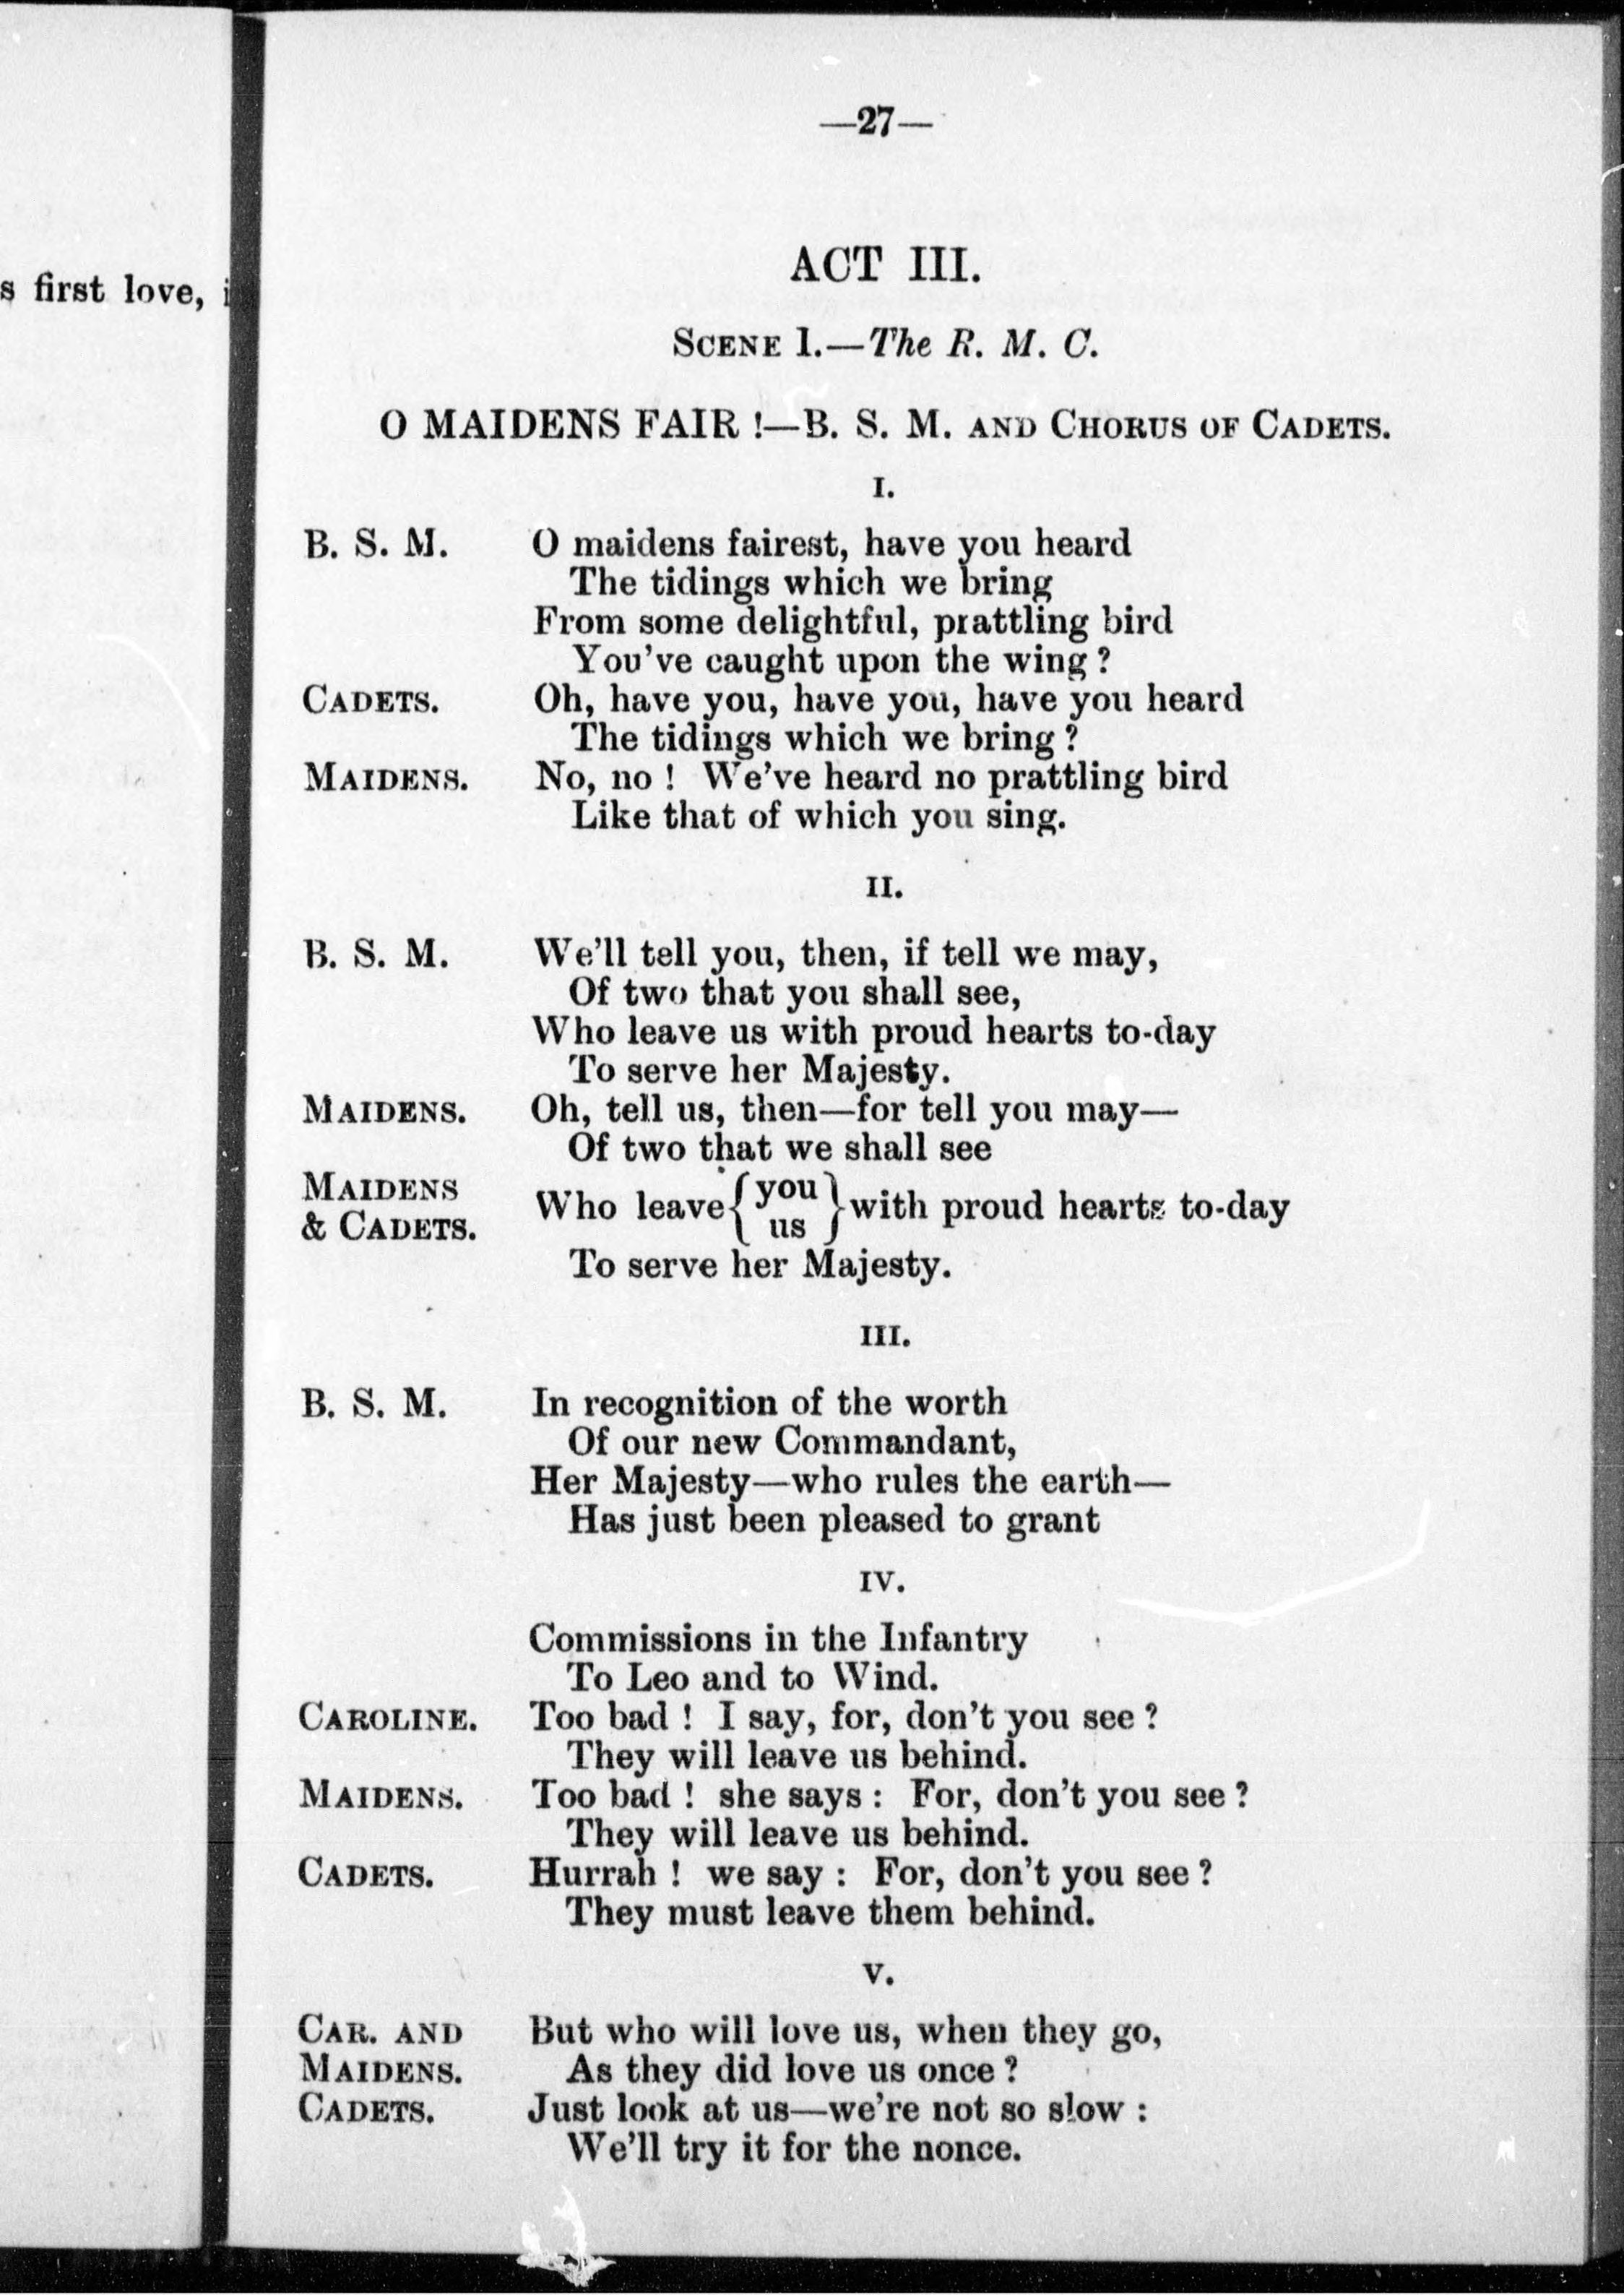 s first love, i
—27—
ACT III.
SCENE 1.—The R. M. C.
O MAIDENS FAIR !—B. S. M. AND CHORUS OF CADETS.
I.
B. S. M. O maidens fairest, have you heard
The tidings which we bring
From some delightful, prattling bird
You've caught upon the wing ?
CADETS. Oh, have you, have you, have you heard
The tidings which we bring ?
MAIDENS. No, no ! We've heard no prattling bird
Like that of which you sing.
II.
B. S. M. We'll tell you, then, if tell we may,
Of two that you shall see,
Who leave us with proud hearts to-day
To serve her Majesty.
MAIDENS. Oh, tell us, then—for tell you may—
Of two that we shall see
MAIDENS & CADETS. Who leave { you us } with proud hearts to-day
To serve her Majesty.
III.
B. S. M. In recognition of the worth
Of our new Commandant,
Her Majesty—who rules the earth—
Has just been pleased to grant
IV.
Commissions in the Infantry
To Leo and to Wind.
CAROLINE. Too bad ! I say, for, don't you see ?
They will leave us behind.
MAIDENS. Too bad ! she says : For, don't you see ?
They will leave us behind.
CADETS. Hurrah ! we say : For, don't you see ?
They must leave them behind.
V.
CAR. AND But who will love us, when they go,
MAIDENS. As they did love us once ?
CADETS. Just look at us—we're not so slow :
We'll try it for the nonce.